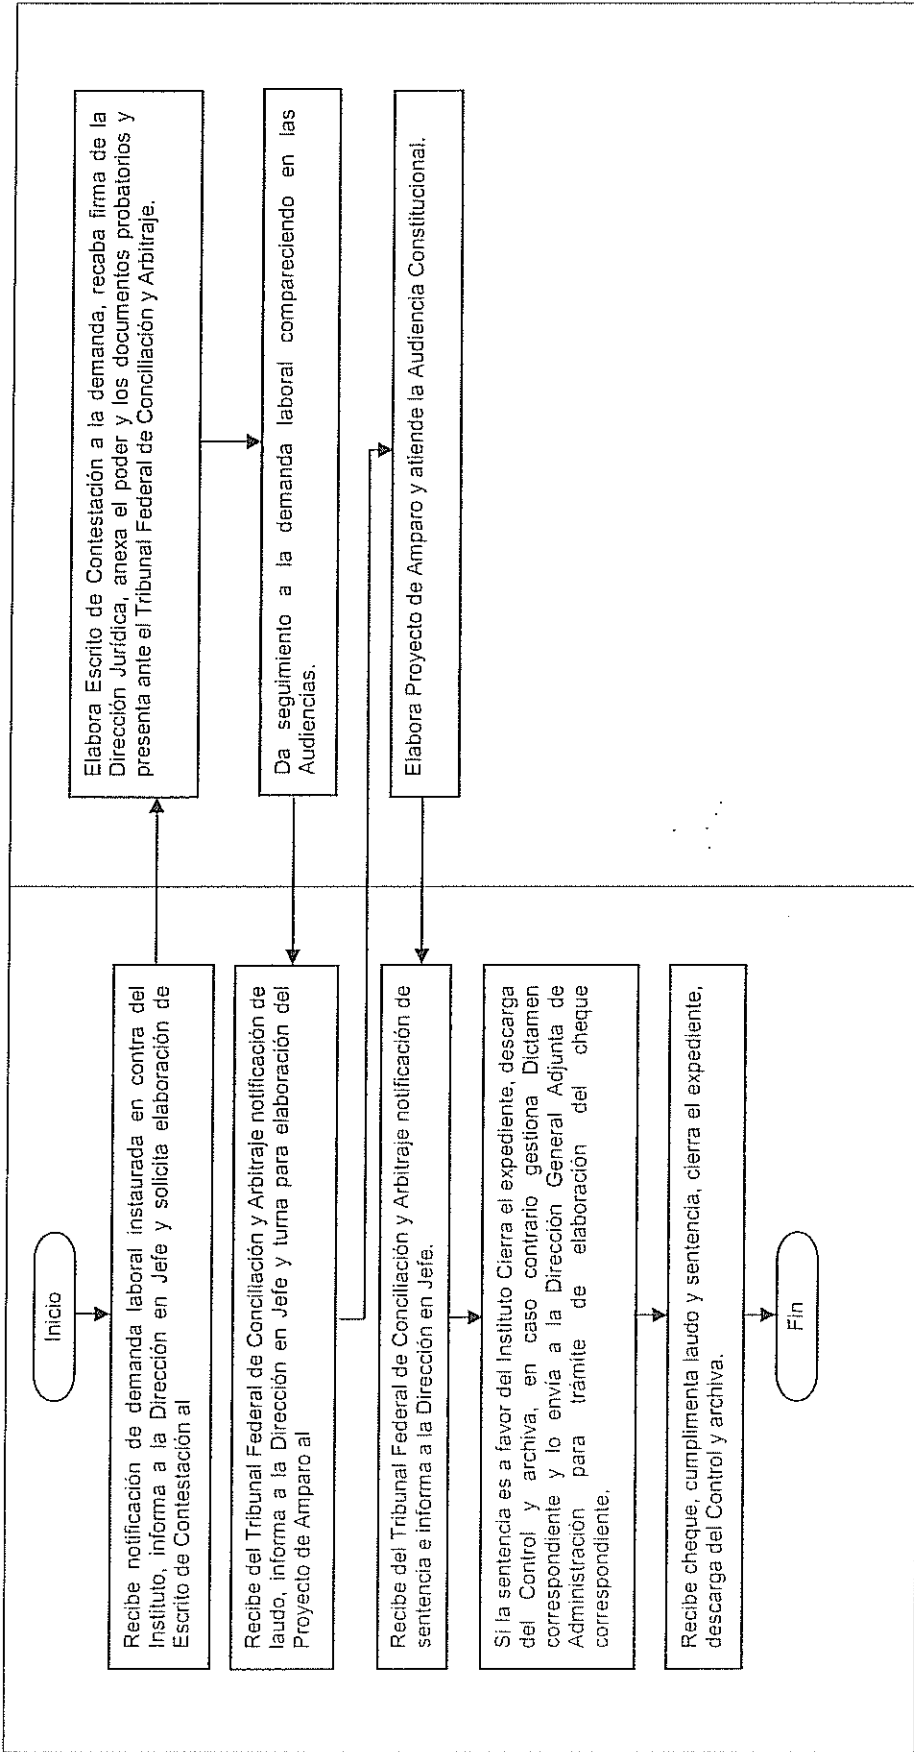 Inicio
Recibe notificación de demanda laboral instaurada en contra del
Instituto, informa a la Dirección en Jefe y solicita elaboración de
Escrito de Contestación al
Elabora Escrito de Contestación a la demanda, recaba firma de la
Dirección Jurídica, anexa el poder y los documentos probatorios y
presenta ante el Tribunal Federal de Conciliación y Arbitraje.
Da seguimiento a la demanda laboral compareciendo en las
Audiencias.
Recibe del Tribunal Federal de Conciliación y Arbitraje notificación de
laudo, informa a la Dirección en Jefe y turna para elaboración del
Proyecto de Amparo al
Elabora Proyecto de Amparo y atiende la Audiencia Constitucional.
Recibe del Tribunal Federal de Conciliación y Arbitraje notificación de
sentencia e informa a la Dirección en Jefe.
Si la sentencia es a favor del Instituto Cierra el expediente, descarga
del Control y archiva, en caso contrario gestiona Dictamen
correspondiente y lo envía a la Dirección General Adjunta de
Administración para trámite de elaboración del cheque
correspondiente,
Recibe cheque, cumplimenta laudo y sentencia, cierra el expediente,
descarga del Control y archiva.
Fin